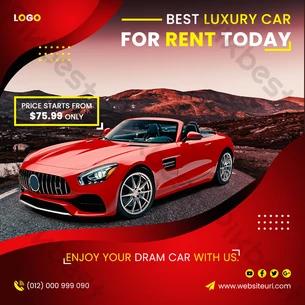 LOGO
BEST LUXURY CAR
FOR RENT TODAY
PRICE STARTS FROM
$75.99 ONLY
ENJOY YOUR DRAM CAR WITH US.
(012) 000 999 090
www.websiteurl.com